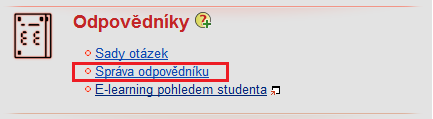 Odpovědníky
Sady otázek
Správa odpovědníku
E-learning pohledem studenta